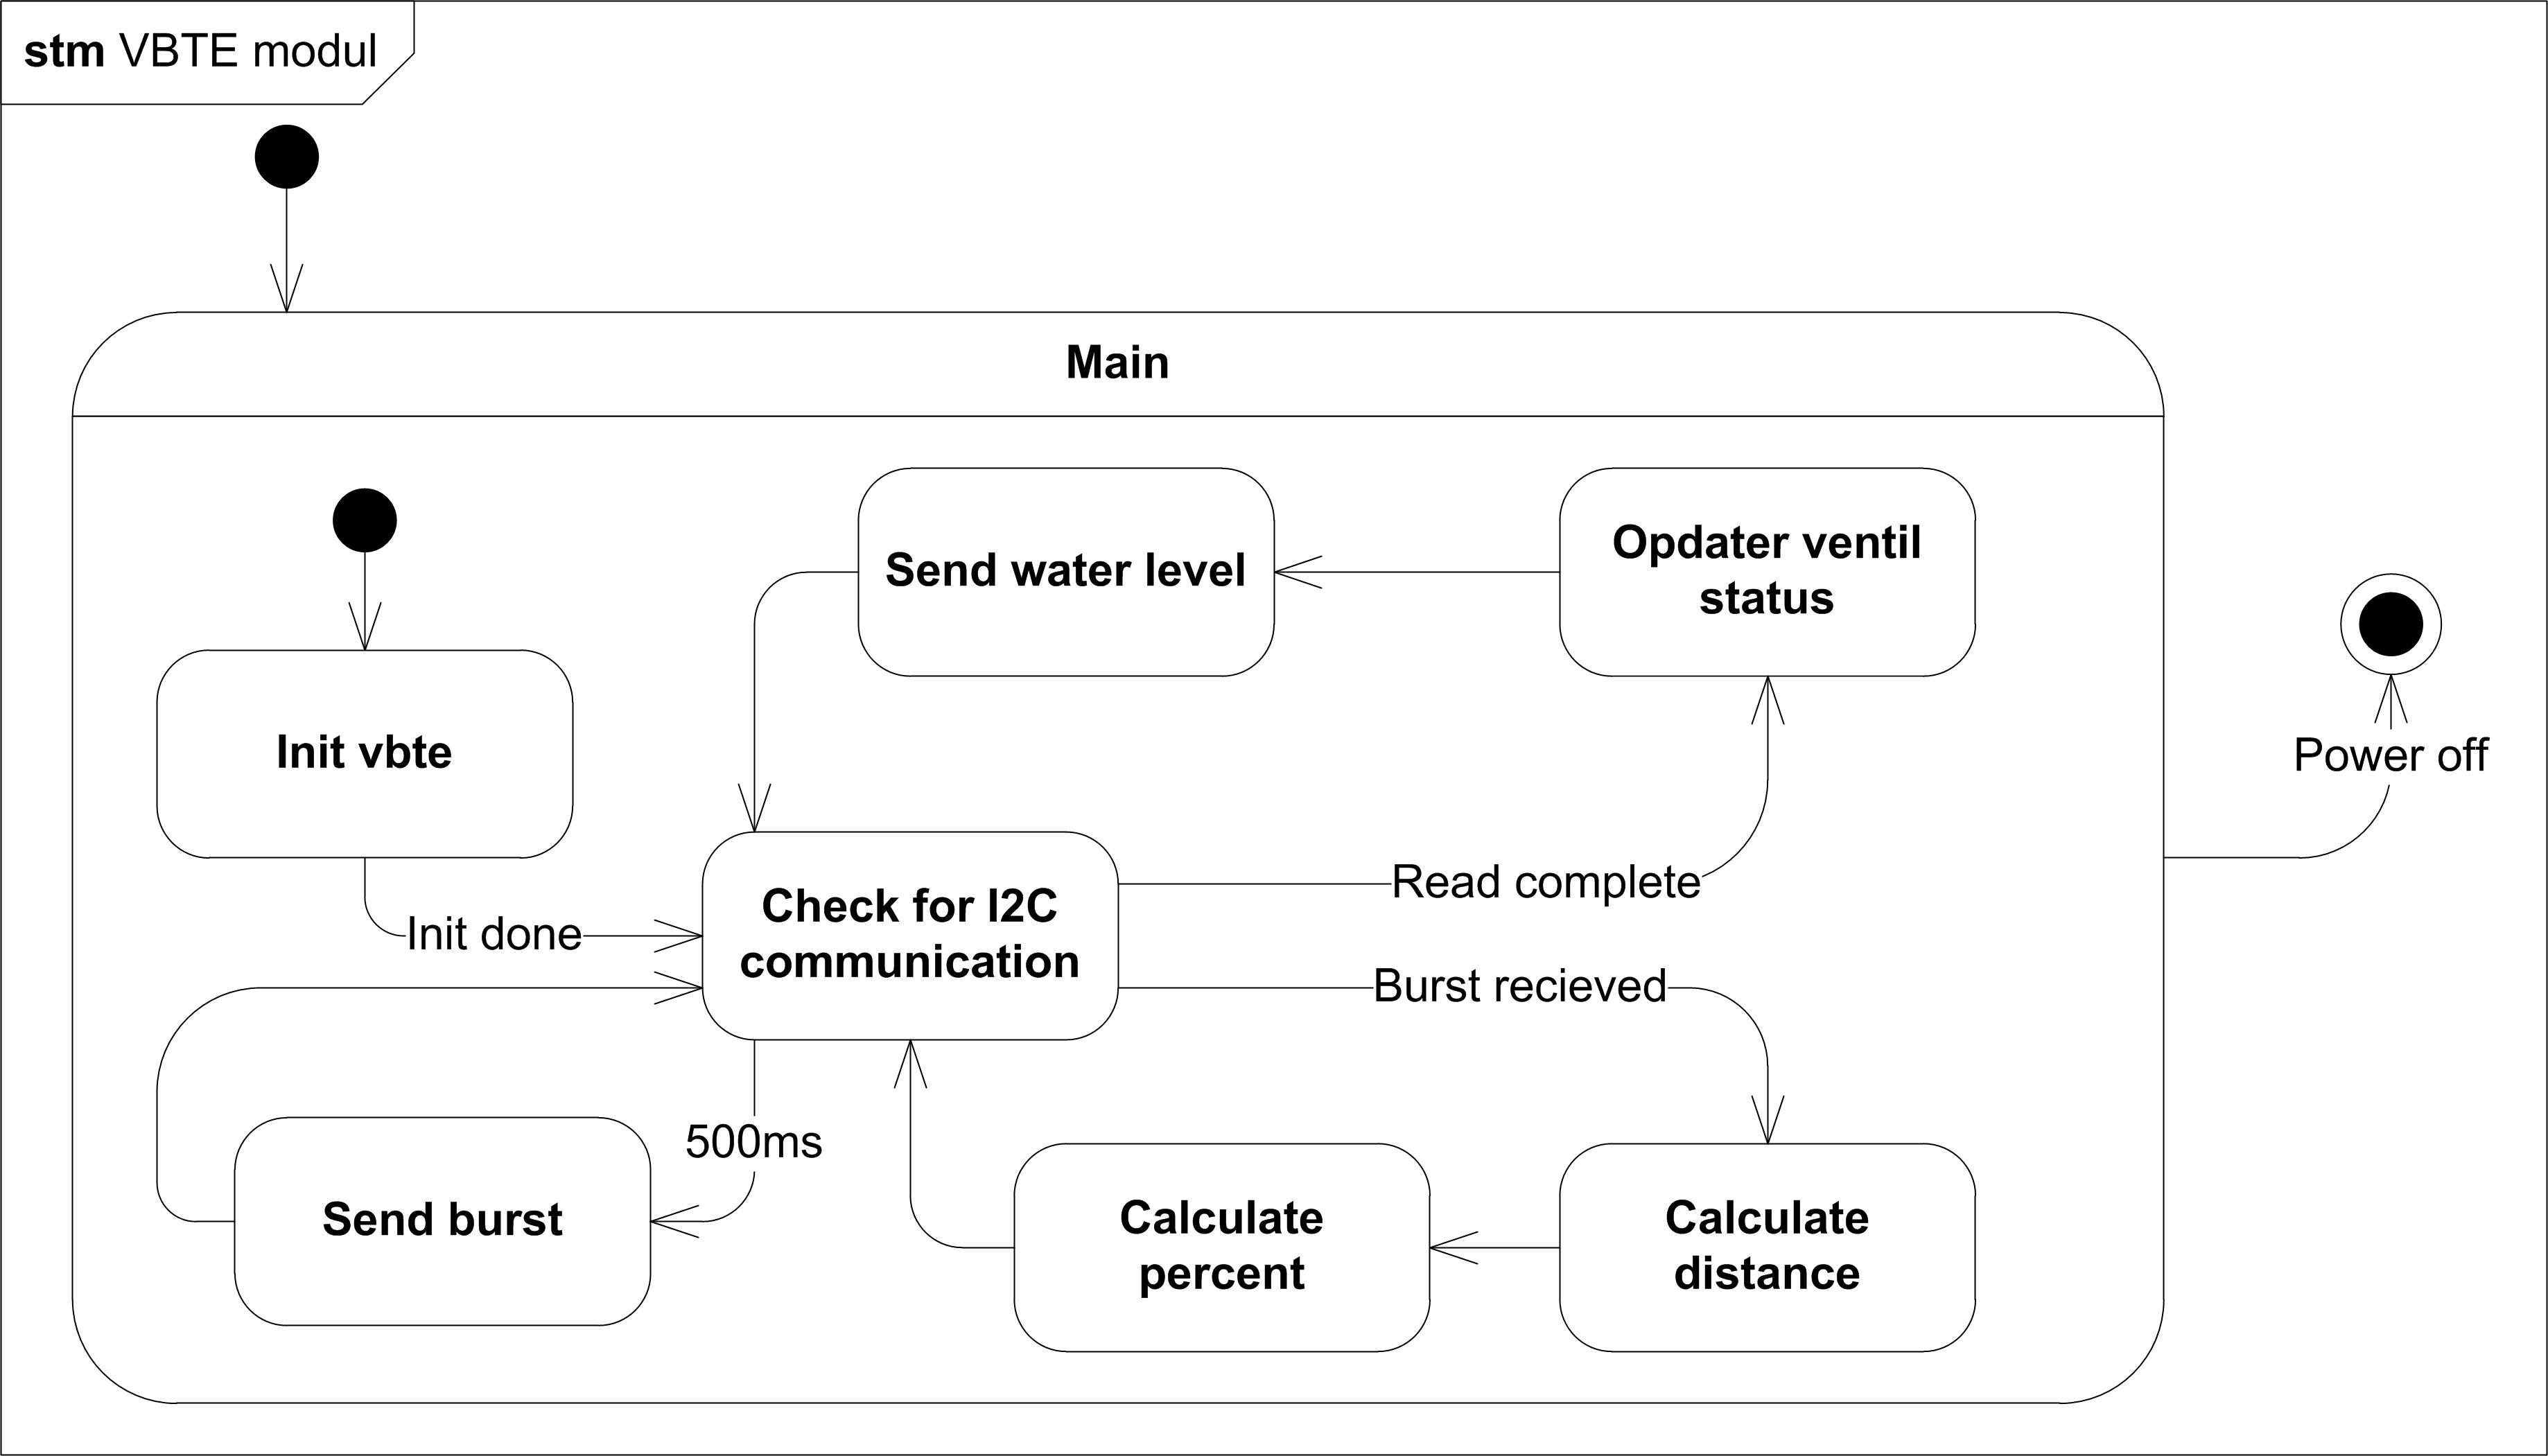 stm VBTE modul
Main
Send water level
Opdater ventil
status
Init vbte
Power off
Read complete
Check for I2C
communication
Init done
Burst recieved
500ms
Send burst
Calculate
percent
Calculate
distance